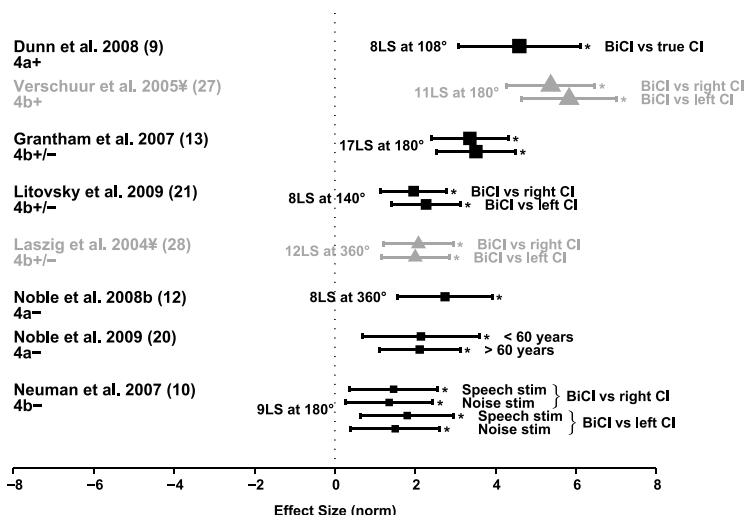 Dunn et al. 2008 (9) 8LS at 108° * BiCI vs true CI
4a+
Verschuur et al. 2005¥ (27) 11LS at 180° * BiCI vs right CI
4b+ * BiCI vs left CI
Grantham et al. 2007 (13) 17LS at 180° *
4b+/− *
Litovsky et al. 2009 (21) 8LS at 140° * BiCI vs right CI
4b+/− * BiCI vs left CI
Laszig et al. 2004¥ (28) 12LS at 360° * BiCI vs right CI
4b+/− * BiCI vs left CI
Noble et al. 2008b (12) 8LS at 360° *
4a−
Noble et al. 2009 (20) * < 60 years
4a− * > 60 years
Neuman et al. 2007 (10) * Speech stim } BiCI vs right CI
4b− * Noise stim
9LS at 180° * Speech stim } BiCI vs left CI
* Noise stim
−8 −6 −4 −2 0 2 4 6 8
Effect Size (norm)